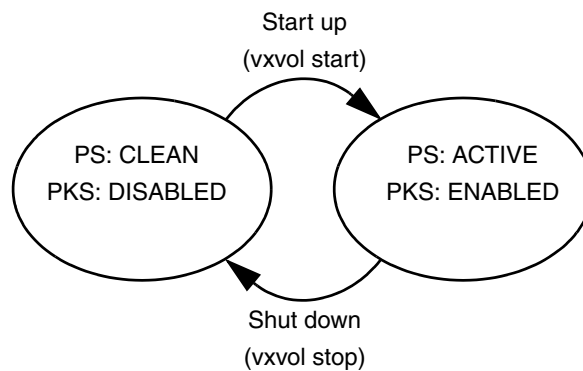 Start up
(vxvol start)
PS: CLEAN
PKS: DISABLED
PS: ACTIVE
PKS: ENABLED
Shut down
(vxvol stop)